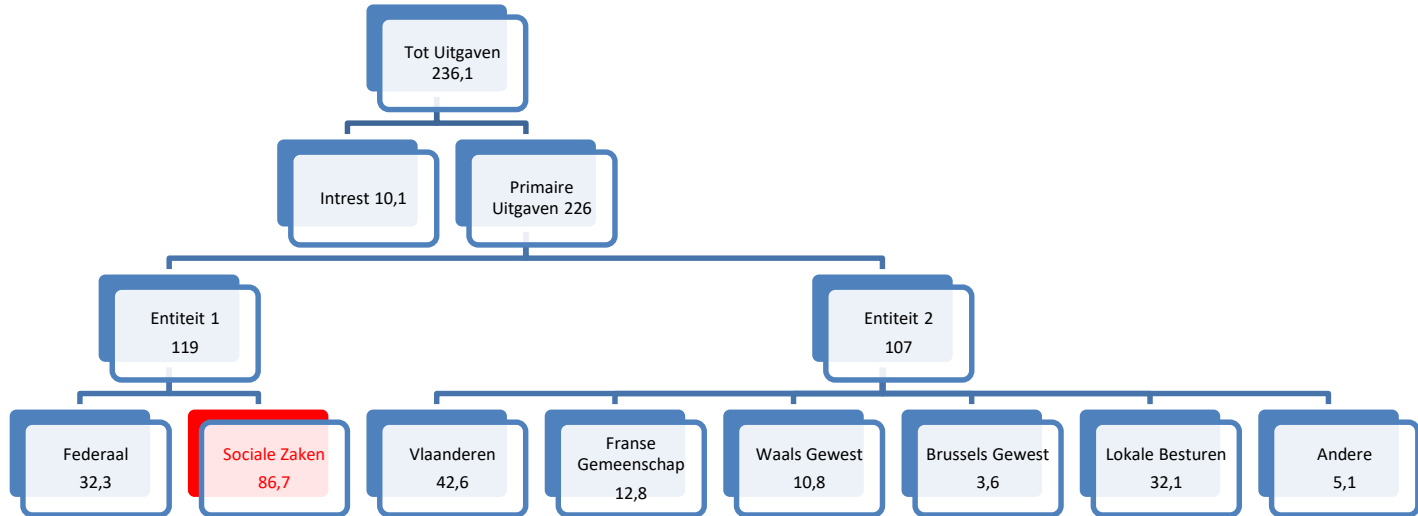 Tot Uitgaven
236,1
Intrest 10,1
Primaire
Uitgaven 226
Entiteit 1
119
Entiteit 2
107
Federaal
32,3
Sociale Zaken
86,7
Vlaanderen
42,6
Franse
Gemeenschap
12,8
Waals Gewest
10,8
Brussels Gewest
3,6
Lokale Besturen
32,1
Andere
5,1